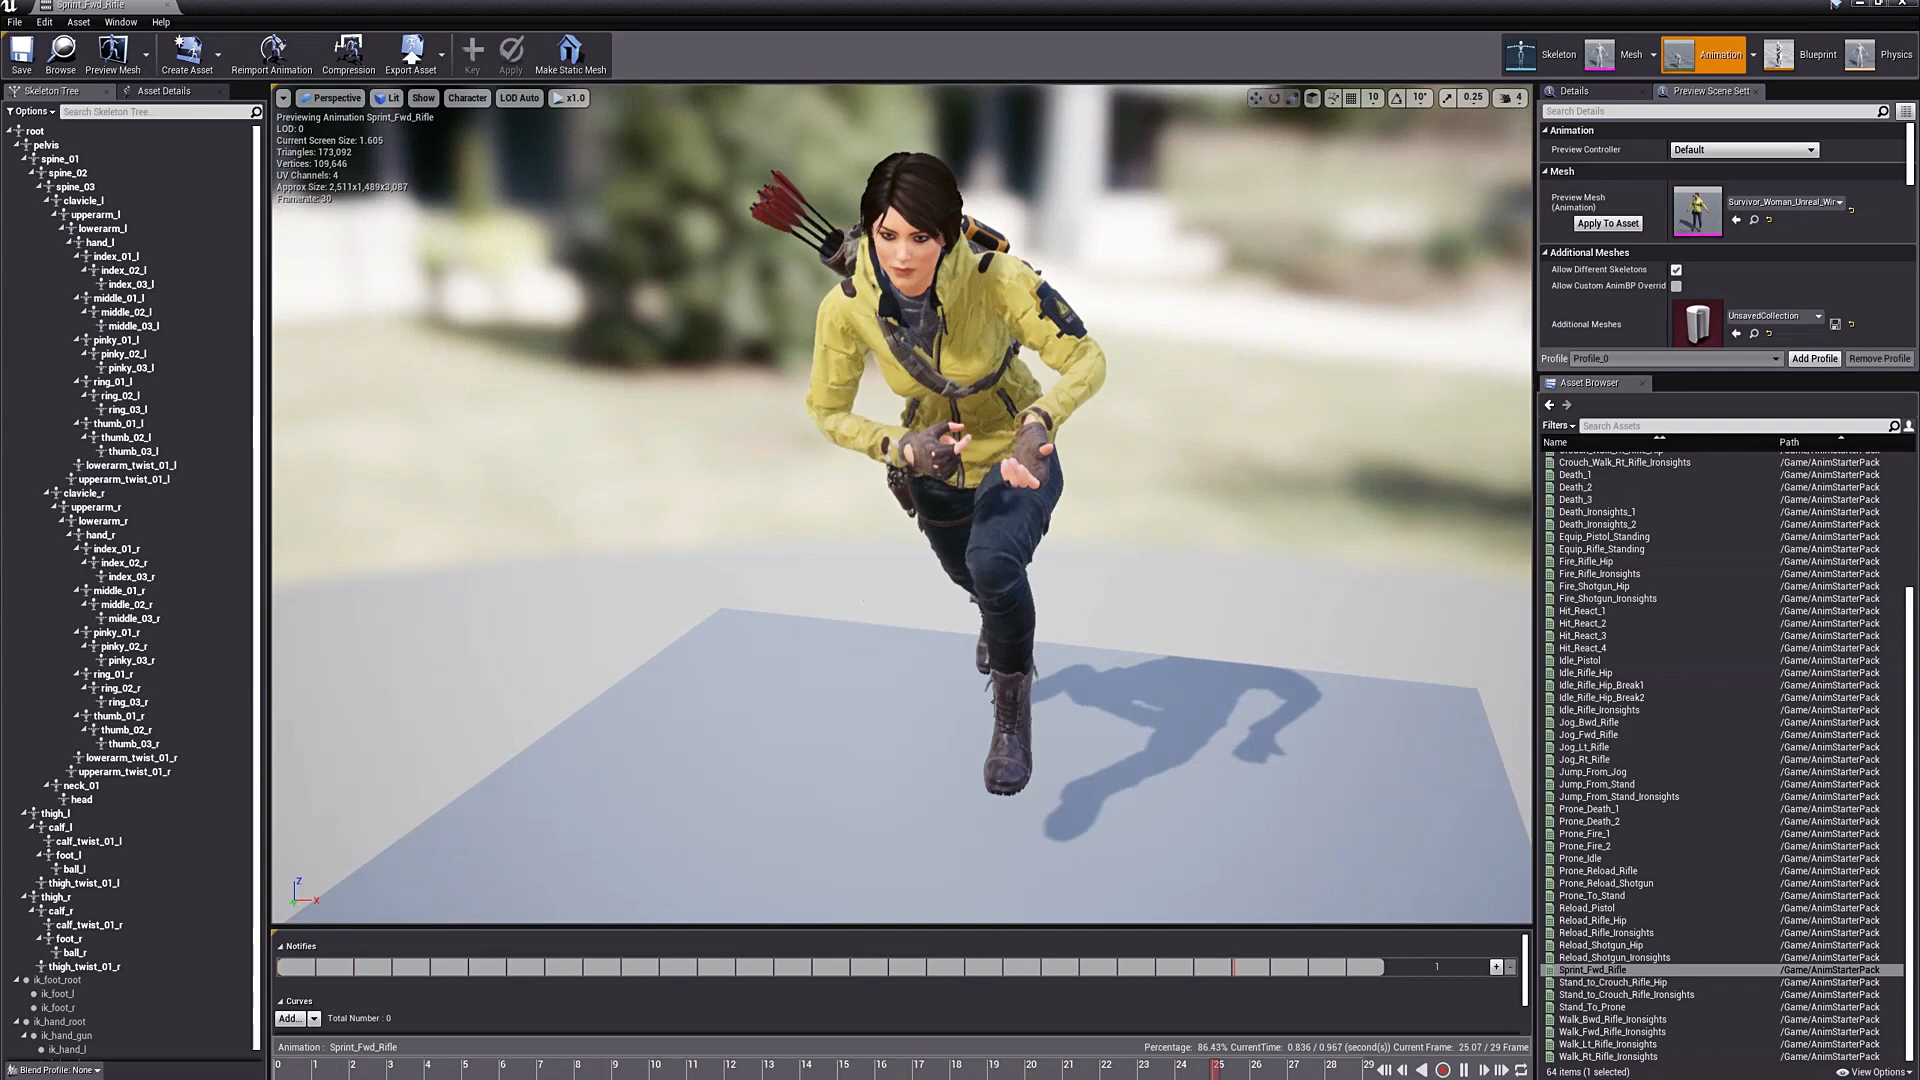 Sprint_Fwd_Rifle
File Edit Asset Window Help
Save Browse Preview Mesh Create Asset Reimport Animation Compression Export Asset Key Apply Make Static Mesh
Skeleton Mesh Animation Blueprint Physics
Skeleton Tree Asset Details
Options Search Skeleton Tree...
root
pelvis
spine_01
spine_02
spine_03
clavicle_l
upperarm_l
lowerarm_l
hand_l
index_01_l
index_02_l
index_03_l
middle_01_l
middle_02_l
middle_03_l
pinky_01_l
pinky_02_l
pinky_03_l
ring_01_l
ring_02_l
ring_03_l
thumb_01_l
thumb_02_l
thumb_03_l
lowerarm_twist_01_l
upperarm_twist_01_l
clavicle_r
upperarm_r
lowerarm_r
hand_r
index_01_r
index_02_r
index_03_r
middle_01_r
middle_02_r
middle_03_r
pinky_01_r
pinky_02_r
pinky_03_r
ring_01_r
ring_02_r
ring_03_r
thumb_01_r
thumb_02_r
thumb_03_r
lowerarm_twist_01_r
upperarm_twist_01_r
neck_01
head
thigh_l
calf_l
calf_twist_01_l
foot_l
ball_l
thigh_twist_01_l
thigh_r
calf_r
calf_twist_01_r
foot_r
ball_r
thigh_twist_01_r
ik_foot_root
ik_foot_l
ik_foot_r
ik_hand_root
ik_hand_gun
ik_hand_l
Blend Profile: None
Perspective Lit Show Character LOD Auto x1.0
10 10° 0.25 4
Previewing Animation Sprint_Fwd_Rifle
LOD: 0
Current Screen Size: 1.605
Triangles: 173,092
Vertices: 109,646
UV Channels: 4
Approx Size: 2,511x1,489x3,087
Framerate: 30
Z
X
Notifies
1
+ -
Curves
Add... Total Number : 0
Animation : Sprint_Fwd_Rifle
Percentage: 86.43% CurrentTime: 0.836 / 0.967 (second(s)) Current Frame: 25.07 / 29 Frame
0 1 2 3 4 5 6 7 8 9 10 11 12 13 14 15 16 17 18 19 20 21 22 23 24 25 26 27 28 29
Details Preview Scene Sett
Search Details
Animation
Preview Controller Default
Mesh
Preview Mesh
(Animation)
Apply To Asset
Survivor_Woman_Unreal_Wir
Additional Meshes
Allow Different Skeletons
Allow Custom AnimBP Overrid
Additional Meshes UnsavedCollection
Profile Profile_0 Add Profile Remove Profile
Asset Browser
Filters Search Assets
Name Path
Crouch_Walk_Rt_Rifle_Ironsights /Game/AnimStarterPack
Death_1 /Game/AnimStarterPack
Death_2 /Game/AnimStarterPack
Death_3 /Game/AnimStarterPack
Death_Ironsights_1 /Game/AnimStarterPack
Death_Ironsights_2 /Game/AnimStarterPack
Equip_Pistol_Standing /Game/AnimStarterPack
Equip_Rifle_Standing /Game/AnimStarterPack
Fire_Rifle_Hip /Game/AnimStarterPack
Fire_Rifle_Ironsights /Game/AnimStarterPack
Fire_Shotgun_Hip /Game/AnimStarterPack
Fire_Shotgun_Ironsights /Game/AnimStarterPack
Hit_React_1 /Game/AnimStarterPack
Hit_React_2 /Game/AnimStarterPack
Hit_React_3 /Game/AnimStarterPack
Hit_React_4 /Game/AnimStarterPack
Idle_Pistol /Game/AnimStarterPack
Idle_Rifle_Hip /Game/AnimStarterPack
Idle_Rifle_Hip_Break1 /Game/AnimStarterPack
Idle_Rifle_Hip_Break2 /Game/AnimStarterPack
Idle_Rifle_Ironsights /Game/AnimStarterPack
Jog_Bwd_Rifle /Game/AnimStarterPack
Jog_Fwd_Rifle /Game/AnimStarterPack
Jog_Lt_Rifle /Game/AnimStarterPack
Jog_Rt_Rifle /Game/AnimStarterPack
Jump_From_Jog /Game/AnimStarterPack
Jump_From_Stand /Game/AnimStarterPack
Jump_From_Stand_Ironsights /Game/AnimStarterPack
Prone_Death_1 /Game/AnimStarterPack
Prone_Death_2 /Game/AnimStarterPack
Prone_Fire_1 /Game/AnimStarterPack
Prone_Fire_2 /Game/AnimStarterPack
Prone_Idle /Game/AnimStarterPack
Prone_Reload_Rifle /Game/AnimStarterPack
Prone_Reload_Shotgun /Game/AnimStarterPack
Prone_To_Stand /Game/AnimStarterPack
Reload_Pistol /Game/AnimStarterPack
Reload_Rifle_Hip /Game/AnimStarterPack
Reload_Rifle_Ironsights /Game/AnimStarterPack
Reload_Shotgun_Hip /Game/AnimStarterPack
Reload_Shotgun_Ironsights /Game/AnimStarterPack
Sprint_Fwd_Rifle /Game/AnimStarterPack
Stand_to_Crouch_Rifle_Hip /Game/AnimStarterPack
Stand_to_Crouch_Rifle_Ironsights /Game/AnimStarterPack
Stand_To_Prone /Game/AnimStarterPack
Walk_Bwd_Rifle_Ironsights /Game/AnimStarterPack
Walk_Fwd_Rifle_Ironsights /Game/AnimStarterPack
Walk_Lt_Rifle_Ironsights /Game/AnimStarterPack
Walk_Rt_Rifle_Ironsights /Game/AnimStarterPack
64 items (1 selected) View Options